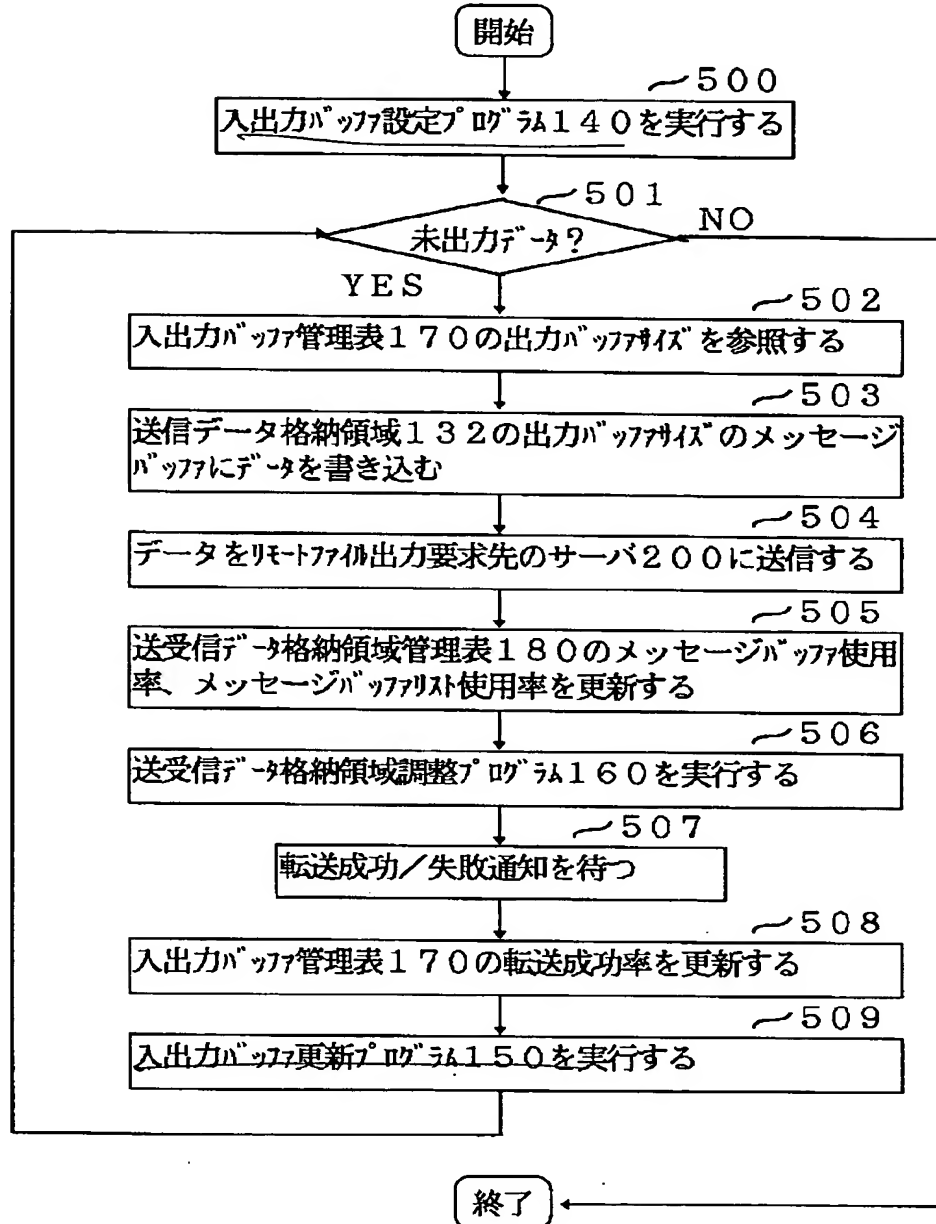 開始
500
入出力ﾊﾞｯﾌｧ設定ﾌﾟﾛｸﾞﾗﾑ140を実行する
501
未出力ﾃﾞｰﾀ?
NO
YES
502
入出力ﾊﾞｯﾌｧ管理表170の出力ﾊﾞｯﾌｧｻｲｽﾞを参照する
503
送信データ格納領域132の出力ﾊﾞｯﾌｧｻｲｽﾞのメッセージ
ﾊﾞｯﾌｧにﾃﾞｰﾀを書き込む
504
データをﾘﾓｰﾄﾌｧｲﾙ出力要求先のサーバ200に送信する
505
送受信ﾃﾞｰﾀ格納領域管理表180のメッセージﾊﾞｯﾌｧ使用
率、メッセージﾊﾞｯﾌｧﾘｽﾄ使用率を更新する
506
送受信ﾃﾞｰﾀ格納領域調整ﾌﾟﾛｸﾞﾗﾑ160を実行する
507
転送成功/失敗通知を待つ
508
入出力ﾊﾞｯﾌｧ管理表170の転送成功率を更新する
509
入出力ﾊﾞｯﾌｧ更新ﾌﾟﾛｸﾞﾗﾑ150を実行する
終了